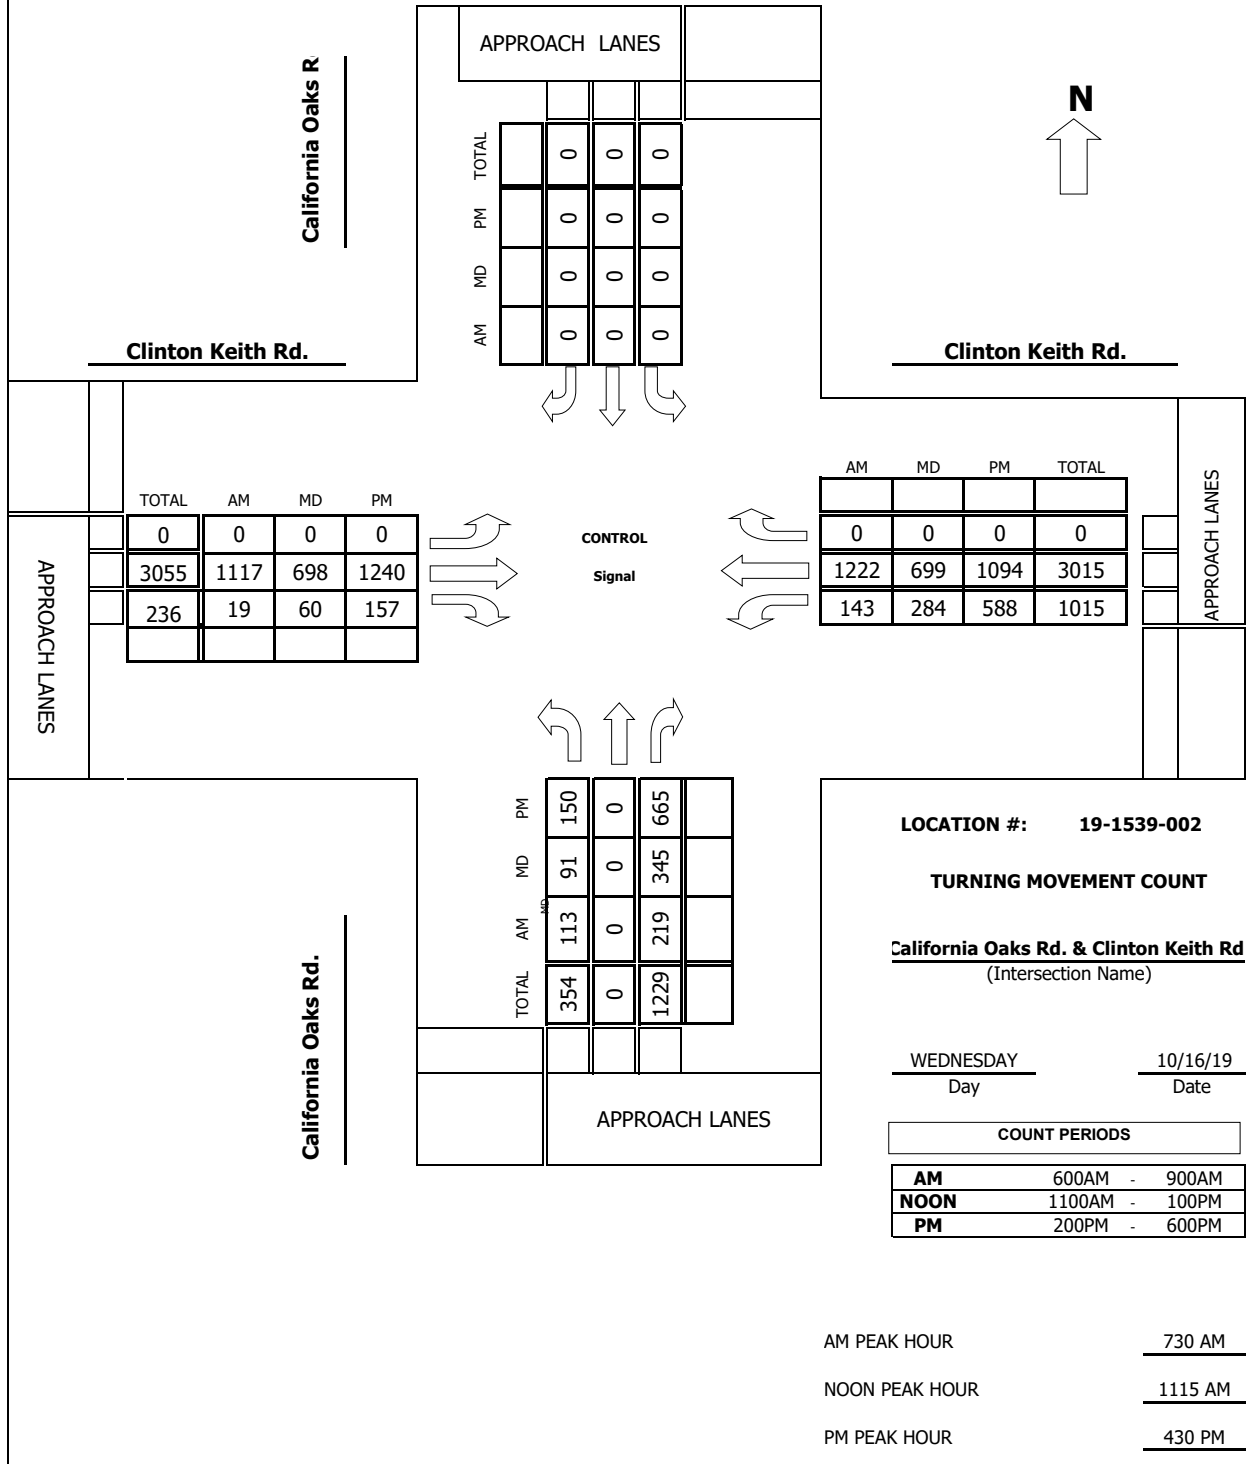 APPROACH LANES
California Oaks R
N
TOTAL 0 0 0
PM 0 0 0
MD 0 0 0
AM 0 0 0
Clinton Keith Rd.
Clinton Keith Rd.
TOTAL AM MD PM
0 0 0 0
3055 1117 698 1240
236 19 60 157
APPROACH LANES
CONTROL
Signal
AM MD PM TOTAL
0 0 0 0
1222 699 1094 3015
143 284 588 1015
APPROACH LANES
PM 150 0 665
MD 91 0 345
MD
AM 113 0 219
TOTAL 354 0 1229
California Oaks Rd.
APPROACH LANES
LOCATION #: 19-1539-002
TURNING MOVEMENT COUNT
California Oaks Rd. & Clinton Keith Rd
(Intersection Name)
WEDNESDAY 10/16/19
Day Date
COUNT PERIODS
AM 600AM - 900AM
NOON 1100AM - 100PM
PM 200PM - 600PM
AM PEAK HOUR 730 AM
NOON PEAK HOUR 1115 AM
PM PEAK HOUR 430 PM